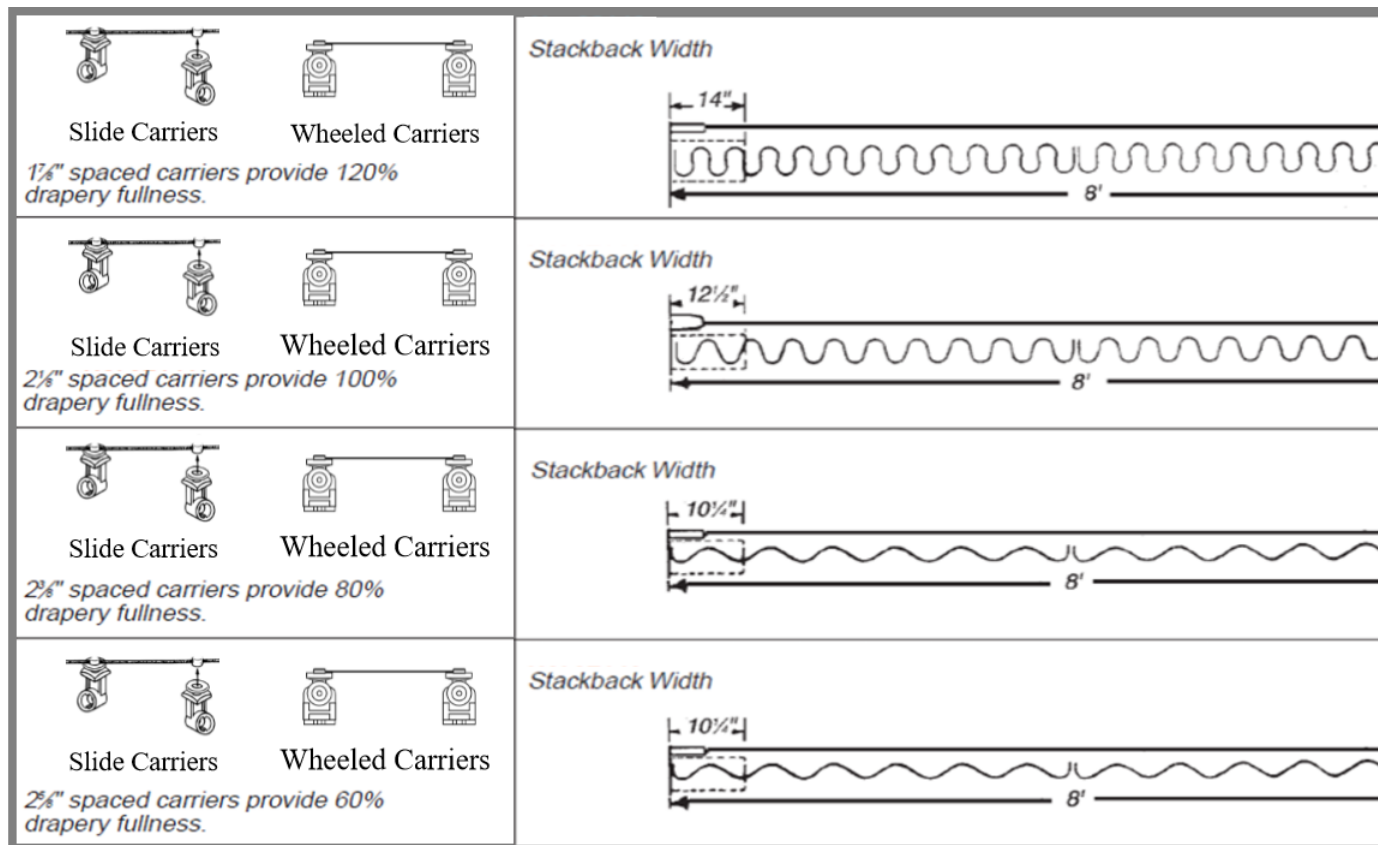 Slide Carriers
Wheeled Carriers
1⅞" spaced carriers provide 120%
drapery fullness.
Stackback Width
14"
8'
Slide Carriers
Wheeled Carriers
2⅛" spaced carriers provide 100%
drapery fullness.
Stackback Width
12½"
8'
Slide Carriers
Wheeled Carriers
2⅜" spaced carriers provide 80%
drapery fullness.
Stackback Width
10¼"
8'
Slide Carriers
Wheeled Carriers
2⅝" spaced carriers provide 60%
drapery fullness.
Stackback Width
10¼"
8'